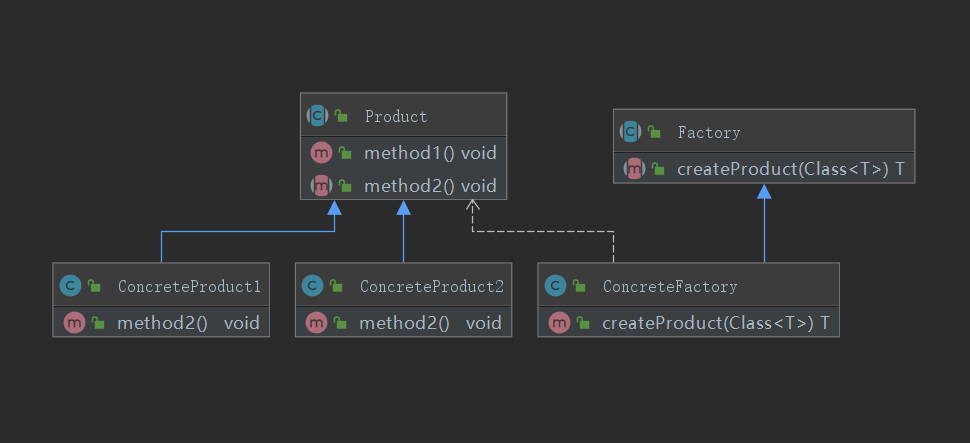 Product
method1() void
method2() void
Factory
createProduct(Class<T>) T
ConcreteProduct1
method2() void
ConcreteProduct2
method2() void
ConcreteFactory
createProduct(Class<T>) T